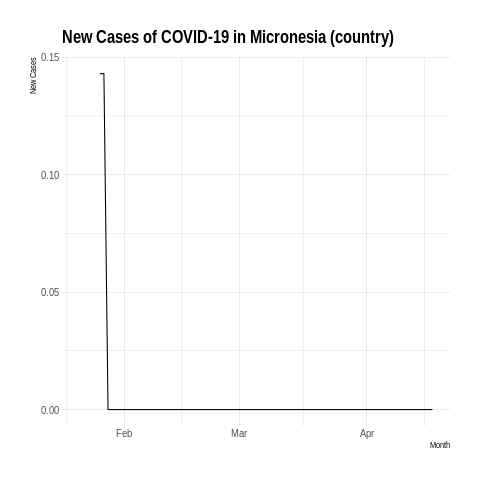 New Cases of COVID-19 in Micronesia (country)
New Cases
0.15
0.10
0.05
0.00
Feb Mar Apr
Month